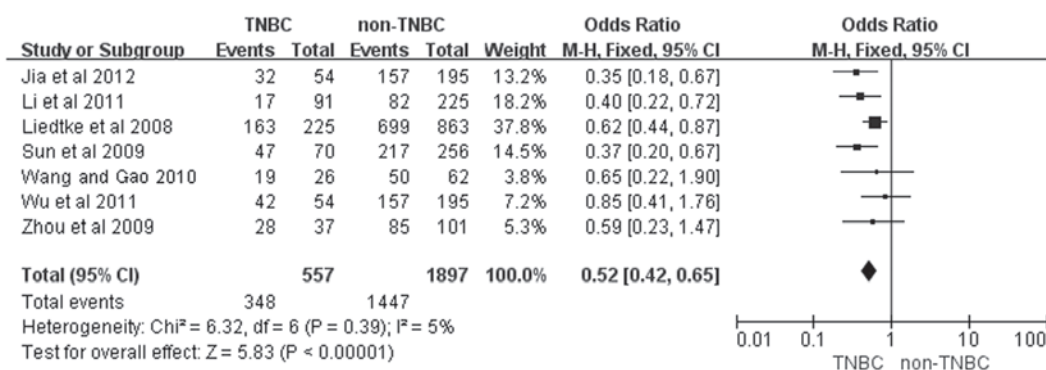 TNBC non-TNBC Odds Ratio Odds Ratio
Study or Subgroup Events Total Events Total Weight M-H, Fixed, 95% CI M-H, Fixed, 95% CI
Jia et al 2012 32 54 157 195 13.2% 0.35 [0.18, 0.67]
Li et al 2011 17 91 82 225 18.2% 0.40 [0.22, 0.72]
Liedtke et al 2008 163 225 699 863 37.8% 0.62 [0.44, 0.87]
Sun et al 2009 47 70 217 256 14.5% 0.37 [0.20, 0.67]
Wang and Gao 2010 19 26 50 62 3.8% 0.65 [0.22, 1.90]
Wu et al 2011 42 54 157 195 7.2% 0.85 [0.41, 1.76]
Zhou et al 2009 28 37 85 101 5.3% 0.59 [0.23, 1.47]
Total (95% CI) 557 1897 100.0% 0.52 [0.42, 0.65]
Total events 348 1447
Heterogeneity: Chi² = 6.32, df = 6 (P = 0.39); I² = 5%
Test for overall effect: Z = 5.83 (P < 0.00001)
0.01 0.1 1 10 100
TNBC non-TNBC